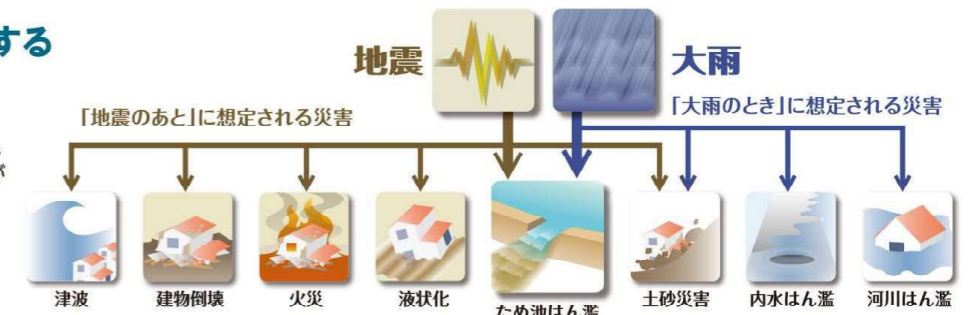 する
地震
大雨
「地震のあと」に想定される災害
「大雨のとき」に想定される災害
が
津波
建物倒壊
火災
液状化
ため池はん濫
土砂災害
内水はん濫
河川はん濫